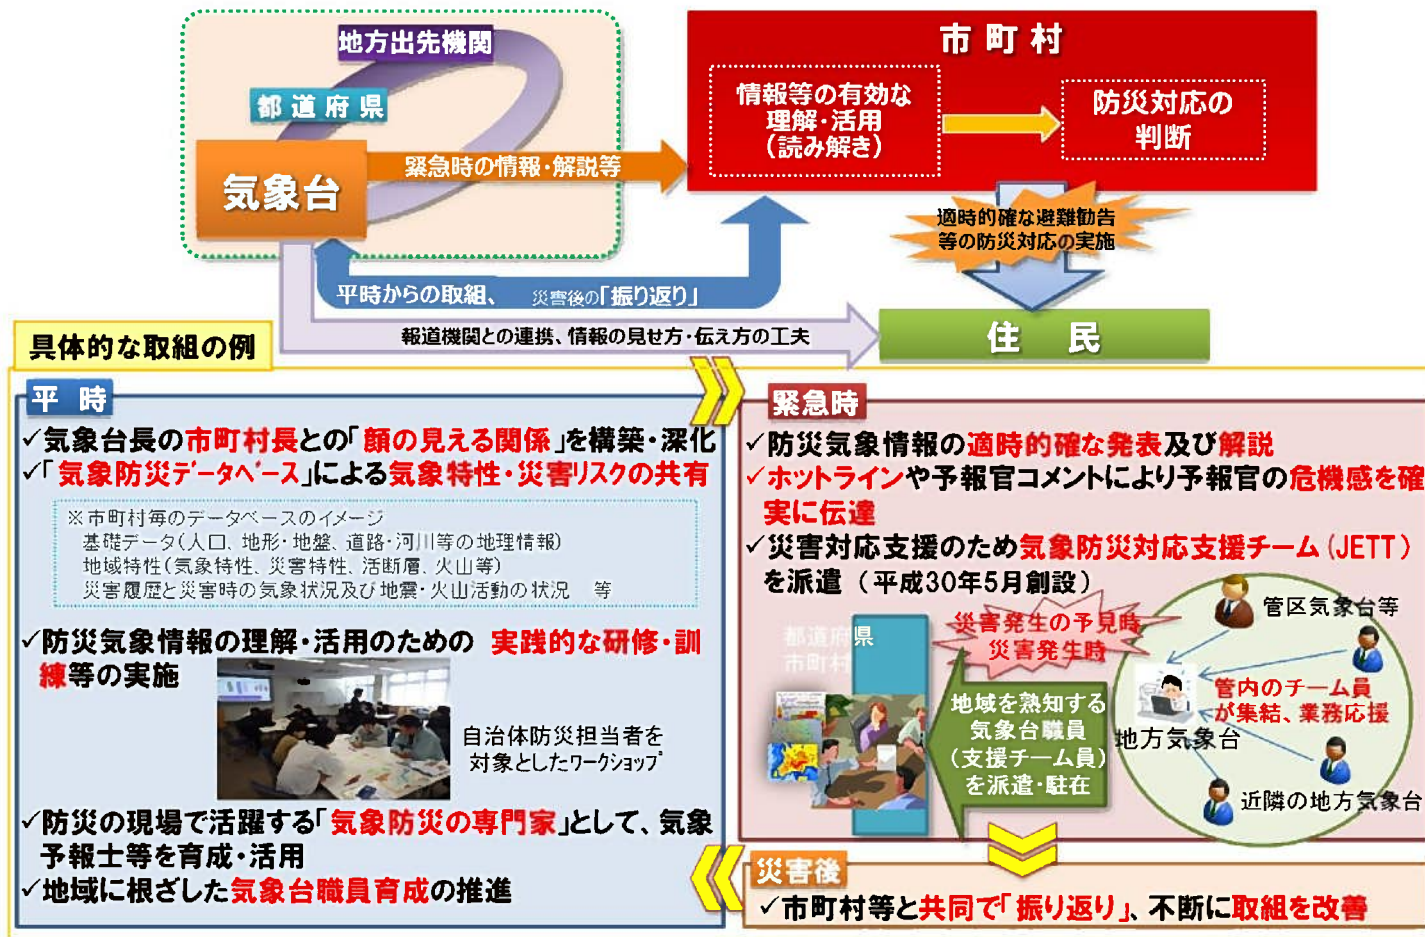 地方出先機関
都道府県
気象台
緊急時の情報・解説等
市町村
情報等の有効な
理解・活用
(読み解き)
防災対応の
判断
適時的確な避難勧告
等の防災対応の実施
平時からの取組、 災害後の「振り返り」
報道機関との連携、情報の見せ方・伝え方の工夫
住 民
具体的な取組の例
平 時
✓気象台長の市町村長との「顔の見える関係」を構築・深化
✓「気象防災データベース」による気象特性・災害リスクの共有
※市町村毎のデータベースのイメージ
基礎データ(人口、地形・地盤、道路・河川等の地理情報)
地域特性(気象特性、災害特性、活断層、火山等)
災害履歴と災害時の気象状況及び地震・火山活動の状況 等
✓防災気象情報の理解・活用のための 実践的な研修・訓
練等の実施
自治体防災担当者を
対象としたワークショップ
✓防災の現場で活躍する「気象防災の専門家」として、気象
予報士等を育成・活用
✓地域に根ざした気象台職員育成の推進
緊急時
✓防災気象情報の適時的確な発表及び解説
✓ホットラインや予報官コメントにより予報官の危機感を確
実に伝達
✓災害対応支援のため気象防災対応支援チーム(JETT)
を派遣(平成30年5月創設)
都道府県
市町村
災害発生の予見時
災害発生時
地域を熟知する
気象台職員
(支援チーム員)
を派遣・駐在
管区気象台等
管内のチーム員
が集結、業務応援
地方気象台
近隣の地方気象台
災害後
✓市町村等と共同で「振り返り」、不断に取組を改善